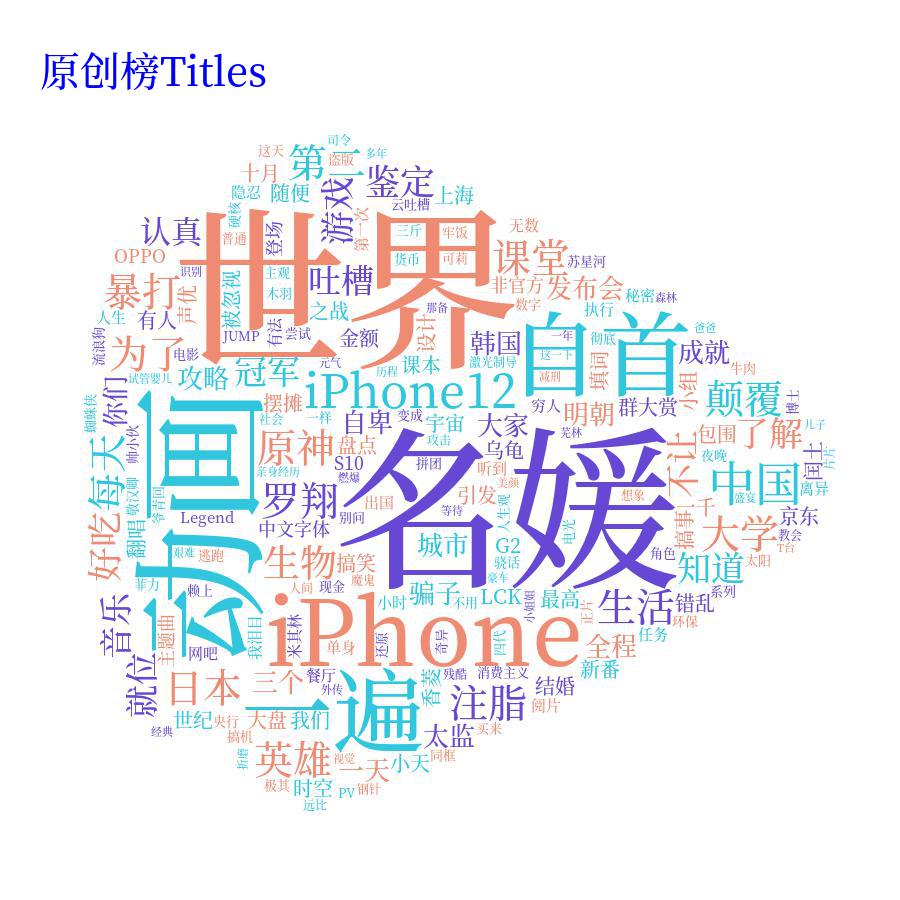 原创榜Titles
司令
这天
第二
盗版
多年
十月
鉴定
隐忍
随便
游戏
上海
硬核
云吐槽
第一次
认真
世界
普通
登场
三斤
牢饭
无数
OPPO
识别
主观
吐槽
货币
可莉
课堂
苏星河
暴打
声优
被忽视
木羽
之战
非官方
发布会
秘密
森林
人生
有人
JUMP
有法
尝试
金额
设计
那备
数字
执行
流浪狗
为了
电影
元气
历程
课本
韩国
激光制导
自首
一年
这一下
减刑
填词
彻底
爸爸
成就
试管婴儿
攻略
冠军
iPhone12
小组
牛肉
蜘蛛侠
你们
动画
摆摊
社会
一样
自卑
变成
宇宙
攻击
大家
穷人
明朝
群大赏
颠覆
博士
帅小伙
每天
原神
盘点
乌龟
芜林
名媛
不让
包围
了解
儿子
闰土
片片
亲身经历
S10
燃爆
拼团
听到
美颜
夜晚
中国
离异
敬汉卿
爷青回
罗翔
出国
引发
人生观
想象
盛宴
好吃
翻唱
Legend
中文字体
别问
等待
电光
搞事
一千
大学
京东
教会
T台
艰难
逃跑
生物
搞笑
城市
G2
骁话
豪车
角色
知道
太阳
菲力
赖上
人间
现金
魔鬼
骗子
小时
不用
LCK
小姐姐
最高
正片
生活
错乱
系列
音乐
主题曲
我泪目
iPhone
米其林
单身
还原
奇异
四代
全程
任务
环保
网吧
就位
日本
三个
餐厅
外传
一遍
香菱
残酷
消费主义
结婚
新番
世纪
央行
大盘
我们
注脂
阅片
经典
搞机
太监
买来
折磨
英雄
视觉
一天
小天
同框
极其
时空
PV
钢针
远比